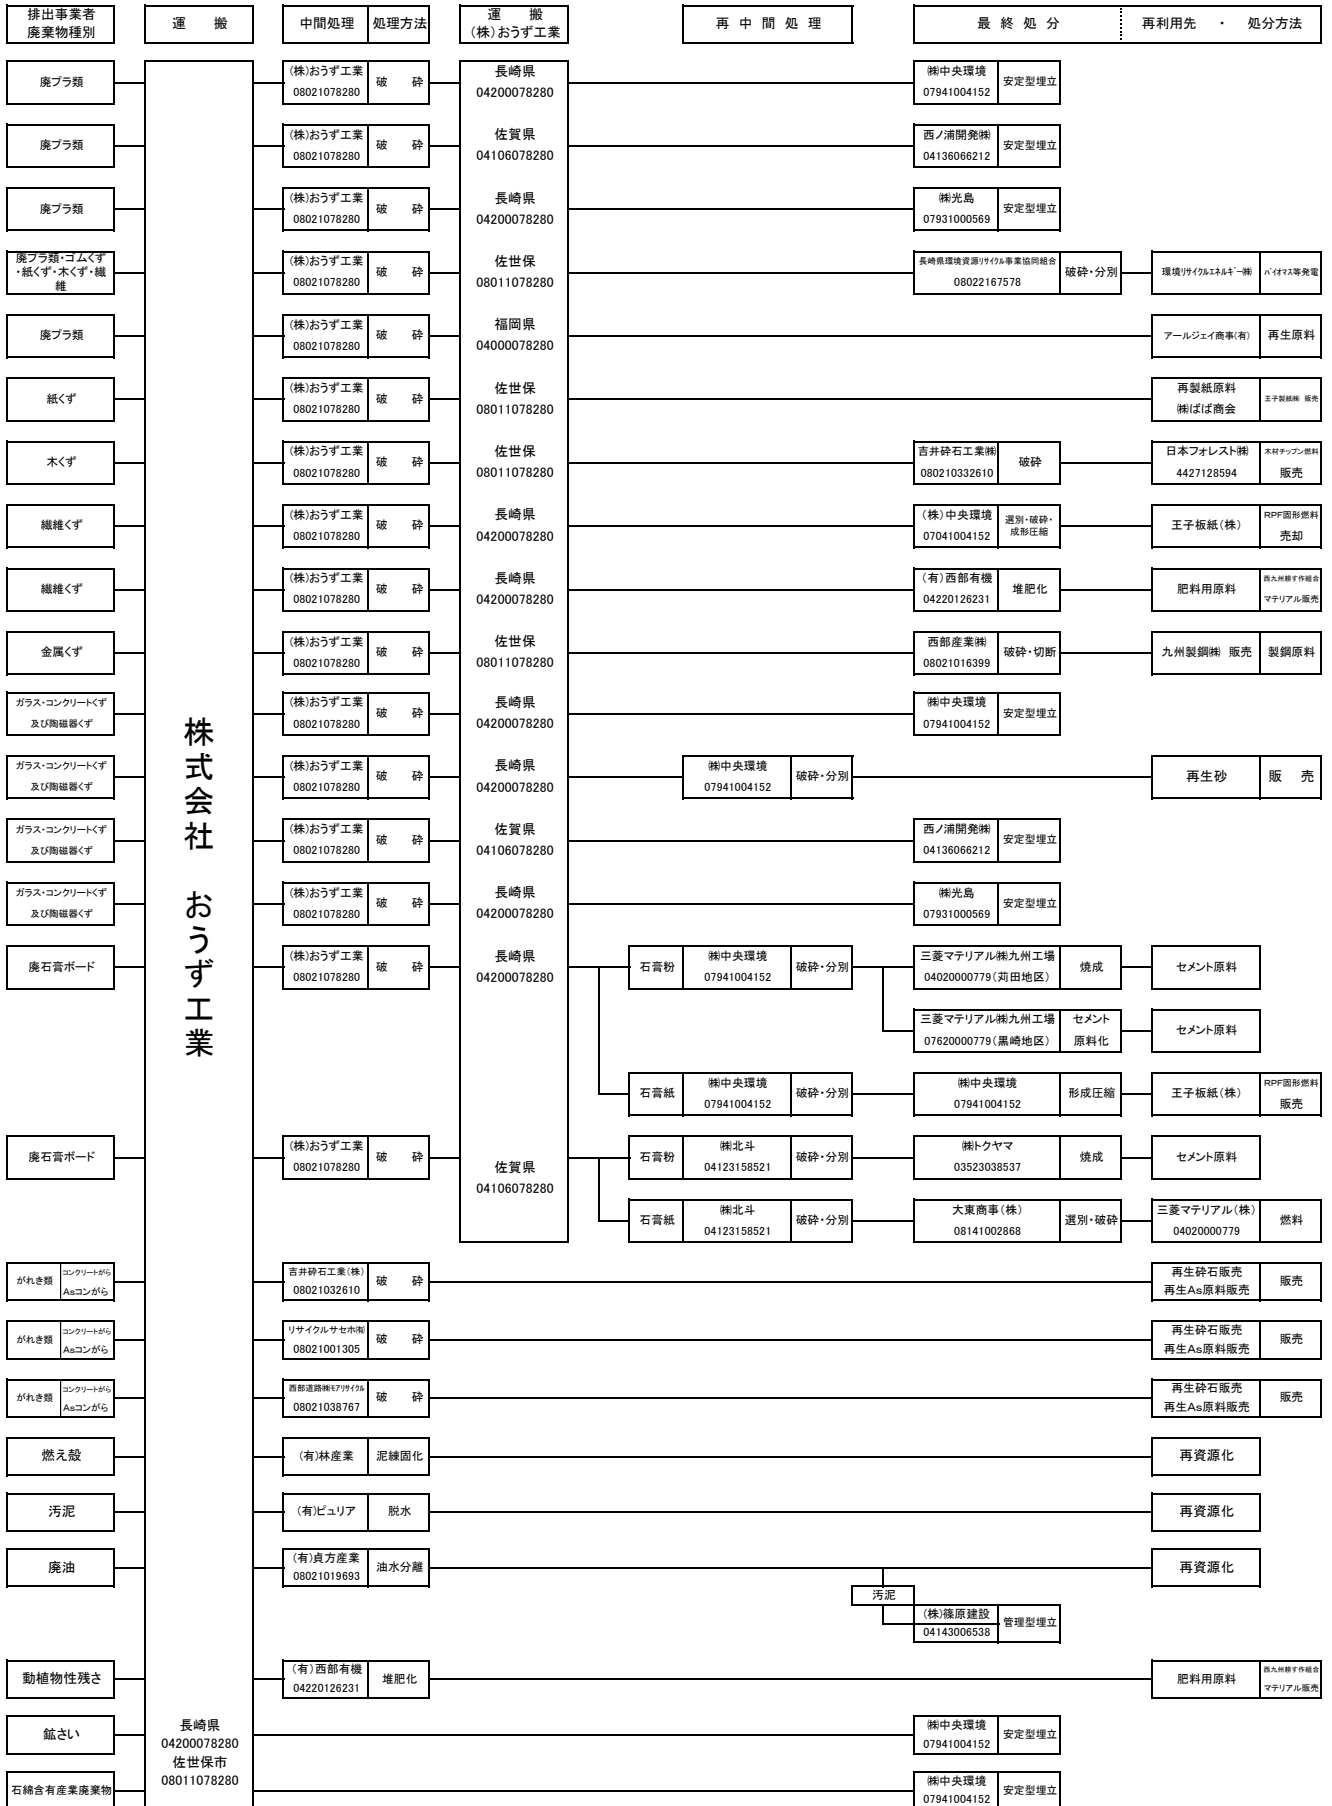 排出事業者
廃棄物種別
運　搬
中間処理
処理方法
運　搬
(株)おうず工業
再 中 間 処 理
最 終 処 分
再利用先　・　処分方法
株式会社　おうず工業
廃プラ類
(株)おうず工業
08021078280
破　砕
長崎県
04200078280
㈱中央環境
07941004152
安定型埋立
廃プラ類
(株)おうず工業
08021078280
破　砕
佐賀県
04106078280
西ノ浦開発㈱
04136066212
安定型埋立
廃プラ類
(株)おうず工業
08021078280
破　砕
長崎県
04200078280
㈱光島
07931000569
安定型埋立
廃プラ類・ゴムくず
・紙くず・木くず・繊
維
(株)おうず工業
08021078280
破　砕
佐世保
08011078280
長崎県環境資源リサイクル事業協同組合
08022167578
破砕・分別
環境リサイクルエネルギー㈱
バイオマス等発電
廃プラ類
(株)おうず工業
08021078280
破　砕
福岡県
04000078280
アールジェイ商事(有)
再生原料
紙くず
(株)おうず工業
08021078280
破　砕
佐世保
08011078280
再製紙原料
㈱ばば商会
王子製紙㈱ 販売
木くず
(株)おうず工業
08021078280
破　砕
佐世保
08011078280
吉井砕石工業㈱
080210332610
破砕
日本フォレスト㈱
4427128594
木材チップン燃料
販売
繊維くず
(株)おうず工業
08021078280
破　砕
長崎県
04200078280
(株)中央環境
07041004152
選別・破砕・
成形圧縮
王子板紙(株)
RPF固形燃料
売却
繊維くず
(株)おうず工業
08021078280
破　砕
長崎県
04200078280
(有)西部有機
04220126231
堆肥化
肥料用原料
西九州耕す作組合
マテリアル販売
金属くず
(株)おうず工業
08021078280
破　砕
佐世保
08011078280
西部産業㈱
08021016399
破砕・切断
九州製鋼㈱ 販売
製鋼原料
ガラス・コンクリートくず
及び陶磁器くず
(株)おうず工業
08021078280
破　砕
長崎県
04200078280
㈱中央環境
07941004152
安定型埋立
ガラス・コンクリートくず
及び陶磁器くず
(株)おうず工業
08021078280
破　砕
長崎県
04200078280
㈱中央環境
07941004152
破砕・分別
再生砂
販　売
ガラス・コンクリートくず
及び陶磁器くず
(株)おうず工業
08021078280
破　砕
佐賀県
04106078280
西ノ浦開発㈱
04136066212
安定型埋立
ガラス・コンクリートくず
及び陶磁器くず
(株)おうず工業
08021078280
破　砕
長崎県
04200078280
㈱光島
07931000569
安定型埋立
廃石膏ボード
(株)おうず工業
08021078280
破　砕
長崎県
04200078280
石膏粉
㈱中央環境
07941004152
破砕・分別
三菱マテリアル㈱九州工場
04020000779(苅田地区)
焼成
セメント原料
三菱マテリアル㈱九州工場
07620000779(黒崎地区)
セメント
原料化
セメント原料
石膏紙
㈱中央環境
07941004152
破砕・分別
㈱中央環境
07941004152
形成圧縮
王子板紙(株)
RPF固形燃料
販売
廃石膏ボード
(株)おうず工業
08021078280
破　砕
佐賀県
04106078280
石膏粉
㈱北斗
04123158521
破砕・分別
㈱トクヤマ
03523038537
焼成
セメント原料
石膏紙
㈱北斗
04123158521
破砕・分別
大東商事(株)
08141002868
選別・破砕
三菱マテリアル(株)
04020000779
燃料
がれき類
コンクリートがら
Asコンがら
吉井砕石工業(株)
08021032610
破　砕
再生砕石販売
再生As原料販売
販売
がれき類
コンクリートがら
Asコンがら
リサイクルサセホ㈲
08021001305
破　砕
再生砕石販売
再生As原料販売
販売
がれき類
コンクリートがら
Asコンがら
西部道路㈱モアリサイクル
08021038767
破　砕
再生砕石販売
再生As原料販売
販売
燃え殻
(有)林産業
泥練固化
再資源化
汚泥
(有)ピュリア
脱水
再資源化
廃油
(有)貞方産業
08021019693
油水分離
再資源化
汚泥
(株)篠原建設
04143006538
管理型埋立
動植物性残さ
(有)西部有機
04220126231
堆肥化
肥料用原料
西九州耕す作組合
マテリアル販売
鉱さい
長崎県
04200078280
佐世保市
08011078280
㈱中央環境
07941004152
安定型埋立
石綿含有産業廃棄物
㈱中央環境
07941004152
安定型埋立